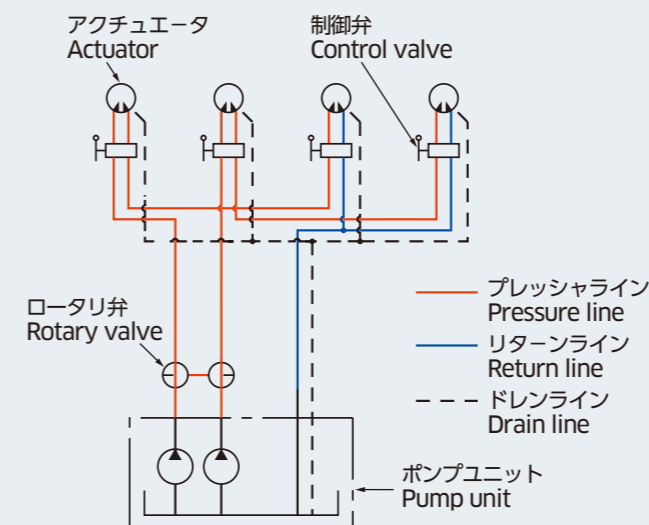 アクチュエータ
Actuator
制御弁
Control valve
ロータリ弁
Rotary valve
プレッシャライン
Pressure line
リターンライン
Return line
ドレンライン
Drain line
ポンプユニット
Pump unit